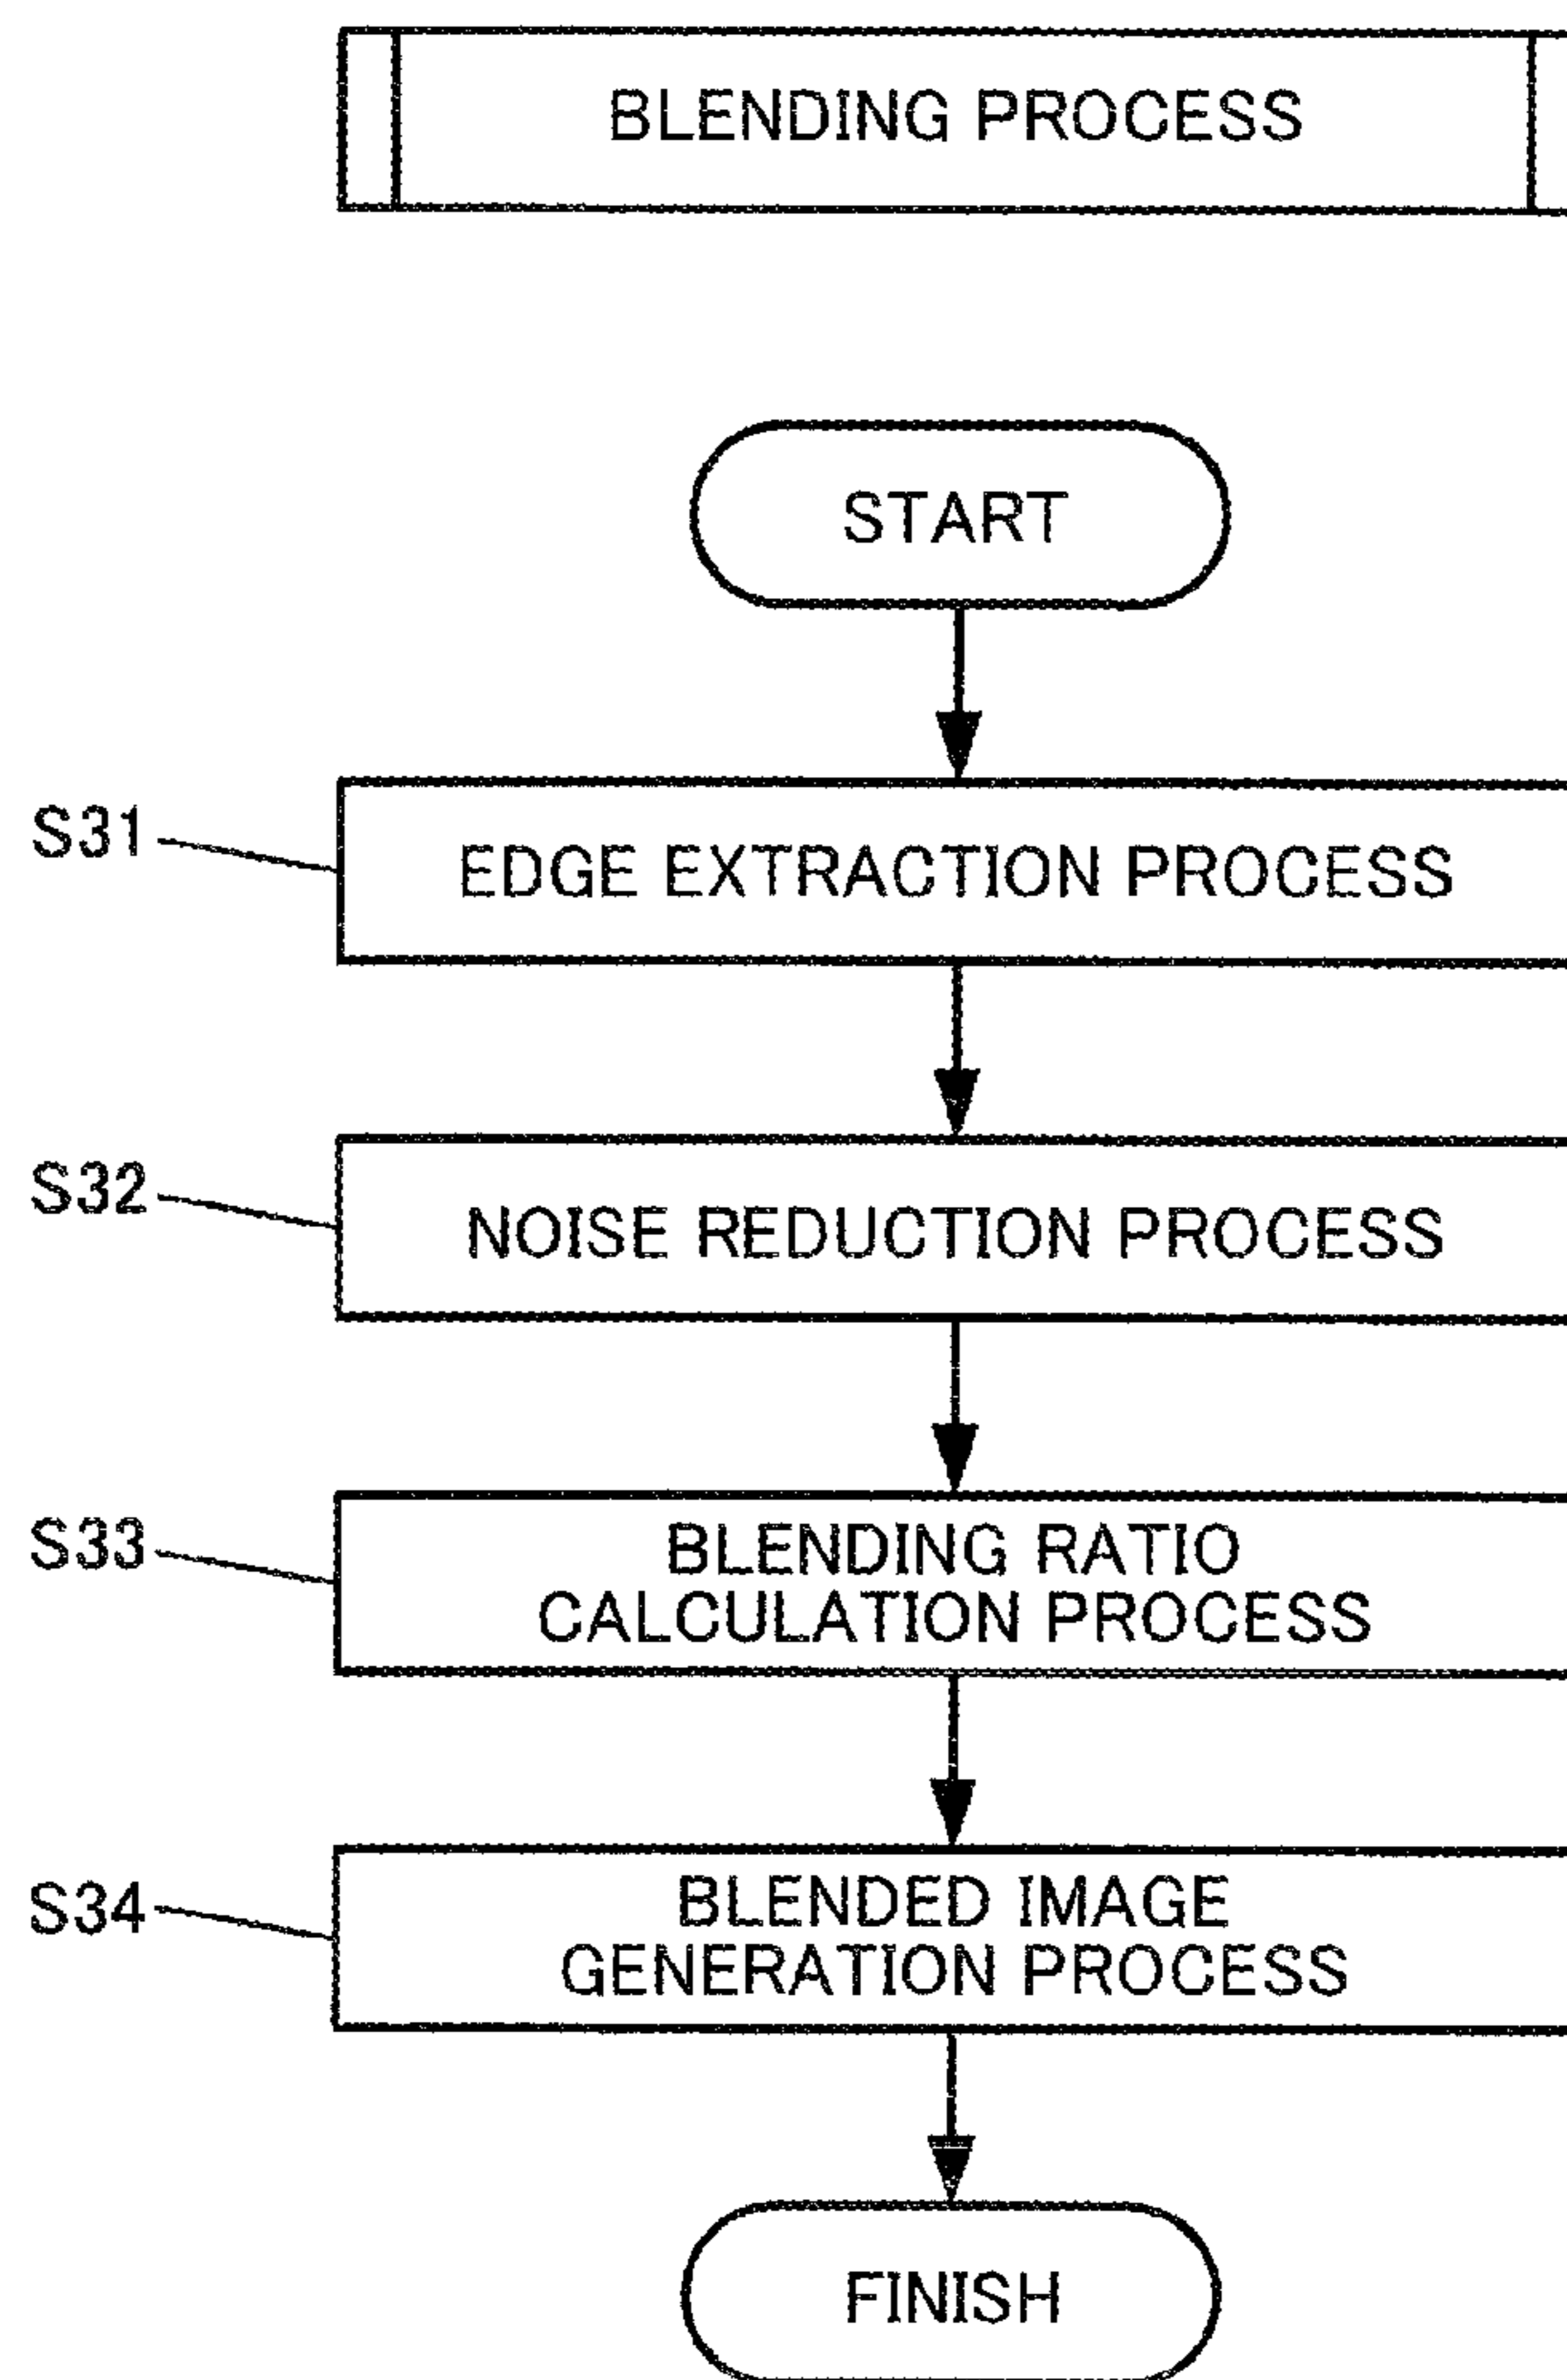 BLENDING PROCESS
START
S31
EDGE EXTRACTION PROCESS
S32
NOISE REDUCTION PROCESS
S33
BLENDING RATIO
CALCULATION PROCESS
S34
BLENDED IMAGE
GENERATION PROCESS
FINISH